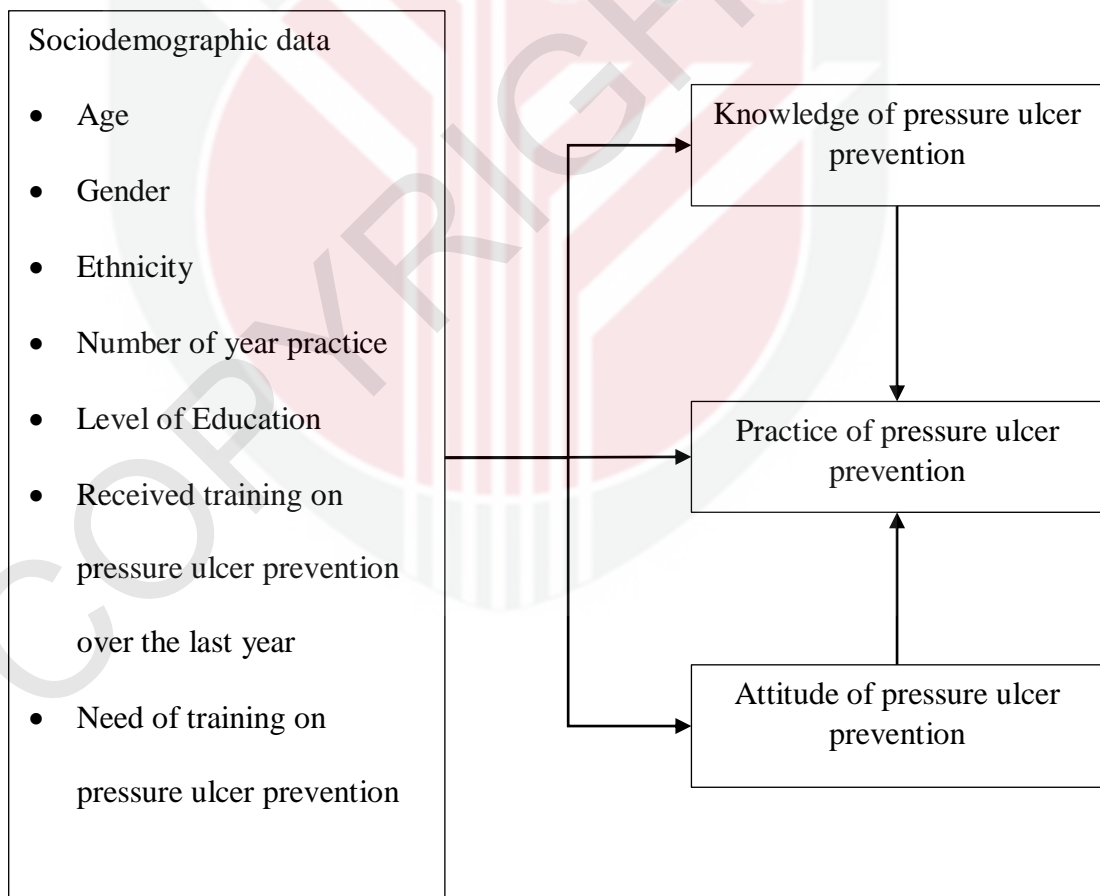 Sociodemographic data
• Age
• Gender
• Ethnicity
• Number of year practice
• Level of Education
• Received training on
pressure ulcer prevention
over the last year
• Need of training on
pressure ulcer prevention
Knowledge of pressure ulcer
prevention
Practice of pressure ulcer
prevention
Attitude of pressure ulcer
prevention
COPYRIGH